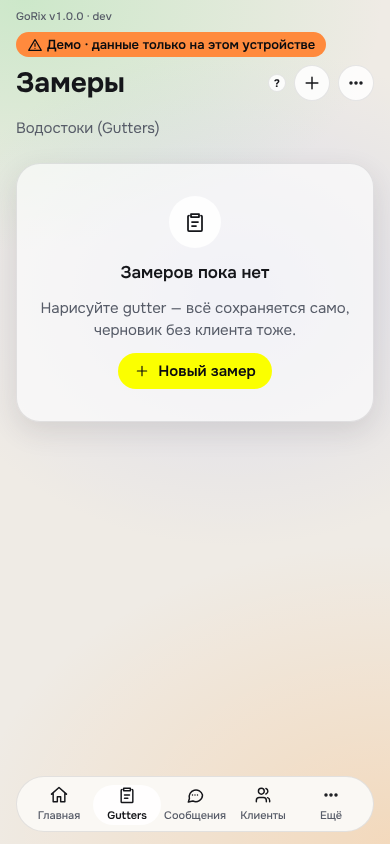 GoRix v1.0.0 · dev
Демо · данные только на этом устройстве
Замеры
?
Водостоки (Gutters)
Замеров пока нет
Нарисуйте gutter — всё сохраняется само,
черновик без клиента тоже.
Новый замер
Главная Gutters Сообщения Клиенты Ещё